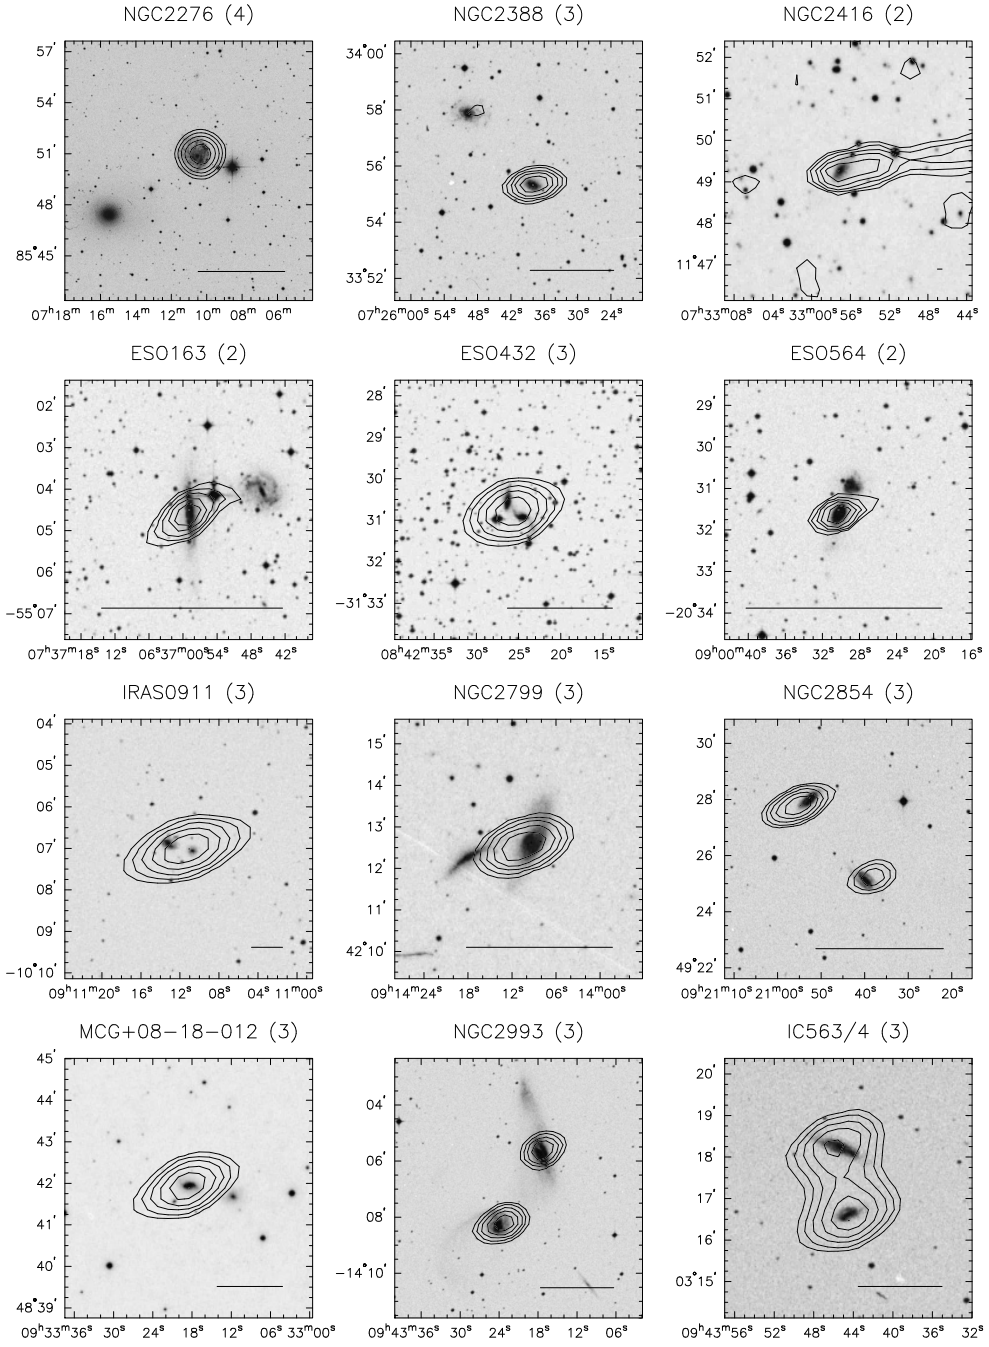 NGC2276 (4)
57′
54′
51′
48′
85°45′
07ʰ18ᵐ 16ᵐ 14ᵐ 12ᵐ 10ᵐ 08ᵐ 06ᵐ
NGC2388 (3)
34°00′
58′
56′
54′
33°52′
07ʰ26ᵐ00ˢ 54ˢ 48ˢ 42ˢ 36ˢ 30ˢ 24ˢ
NGC2416 (2)
52′
51′
50′
49′
48′
11°47′
07ʰ33ᵐ08ˢ 04ˢ 33ᵐ00ˢ 56ˢ 52ˢ 48ˢ 44ˢ
ESO163 (2)
02′
03′
04′
05′
06′
−55°07′
07ʰ37ᵐ18ˢ 12ˢ 06ˢ 37ᵐ00ˢ 54ˢ 48ˢ 42ˢ
ESO432 (3)
28′
29′
30′
31′
32′
−31°33′
08ʰ42ᵐ35ˢ 30ˢ 25ˢ 20ˢ 15ˢ 10ˢ
ESO564 (2)
29′
30′
31′
32′
33′
−20°34′
09ʰ00ᵐ40ˢ 36ˢ 32ˢ 28ˢ 24ˢ 20ˢ 16ˢ
IRAS0911 (3)
04′
05′
06′
07′
08′
09′
−10°10′
09ʰ11ᵐ20ˢ 16ˢ 12ˢ 08ˢ 04ˢ 11ᵐ00ˢ
NGC2799 (3)
15′
14′
13′
12′
11′
42°10′
09ʰ14ᵐ24ˢ 18ˢ 12ˢ 06ˢ 14ᵐ00ˢ
NGC2854 (3)
30′
28′
26′
24′
49°22′
09ʰ21ᵐ10ˢ 21ᵐ00ˢ 50ˢ 40ˢ 30ˢ 20ˢ
MCG+08−18−012 (3)
45′
44′
43′
42′
41′
40′
48°39′
09ʰ33ᵐ36ˢ 30ˢ 24ˢ 18ˢ 12ˢ 06ˢ 33ᵐ00ˢ
NGC2993 (3)
04′
06′
08′
−14°10′
09ʰ43ᵐ36ˢ 30ˢ 24ˢ 18ˢ 12ˢ 06ˢ
IC563/4 (3)
20′
19′
18′
17′
16′
03°15′
09ʰ43ᵐ56ˢ 52ˢ 48ˢ 44ˢ 40ˢ 36ˢ 32ˢ